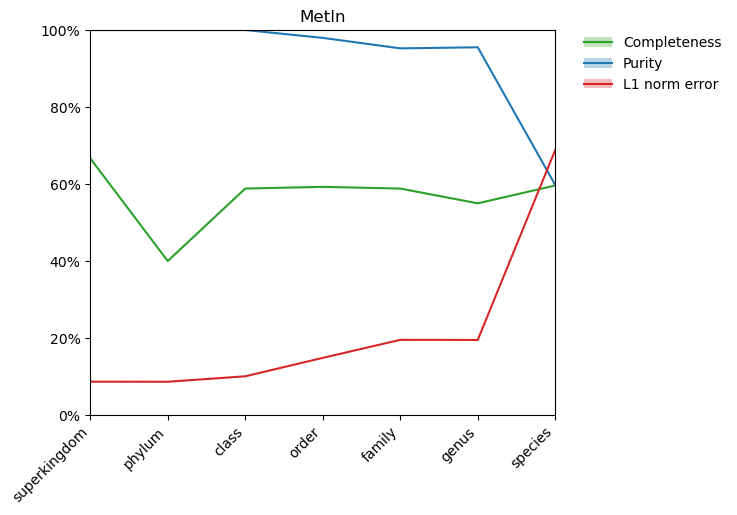 MetIn
100%
80%
60%
40%
20%
0%
superkingdom
phylum
class
order
family
genus
species
Completeness
Purity
L1 norm error